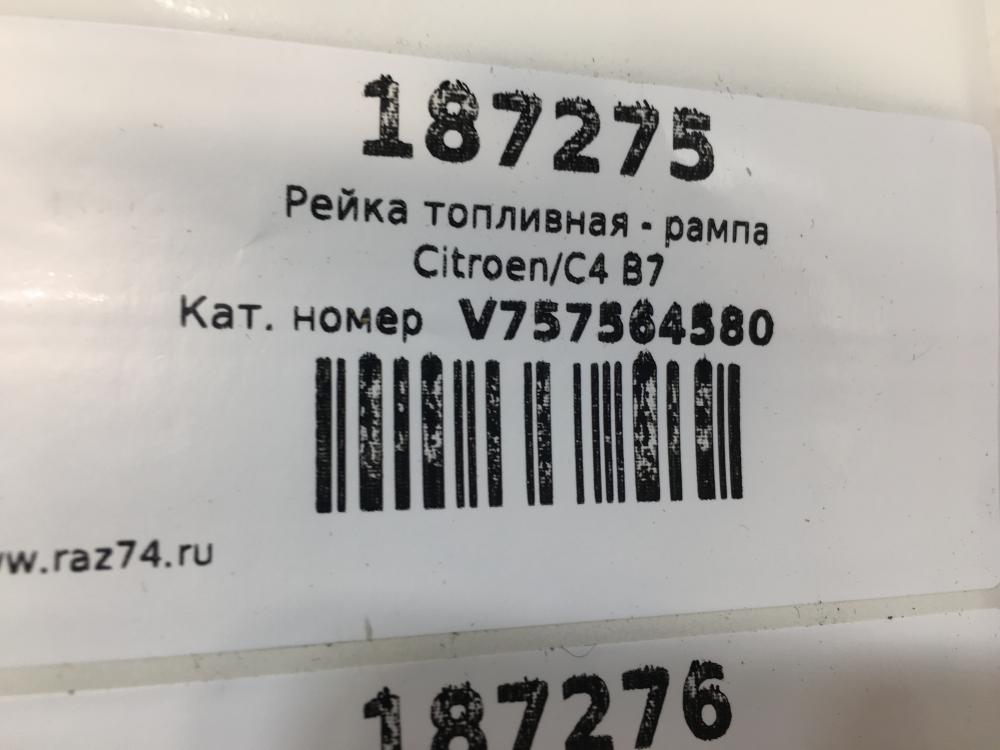 187275
Рейка топливная - рампа
Citroen/C4 B7
Кат. номер V757564580
w.raz74.ru
187276